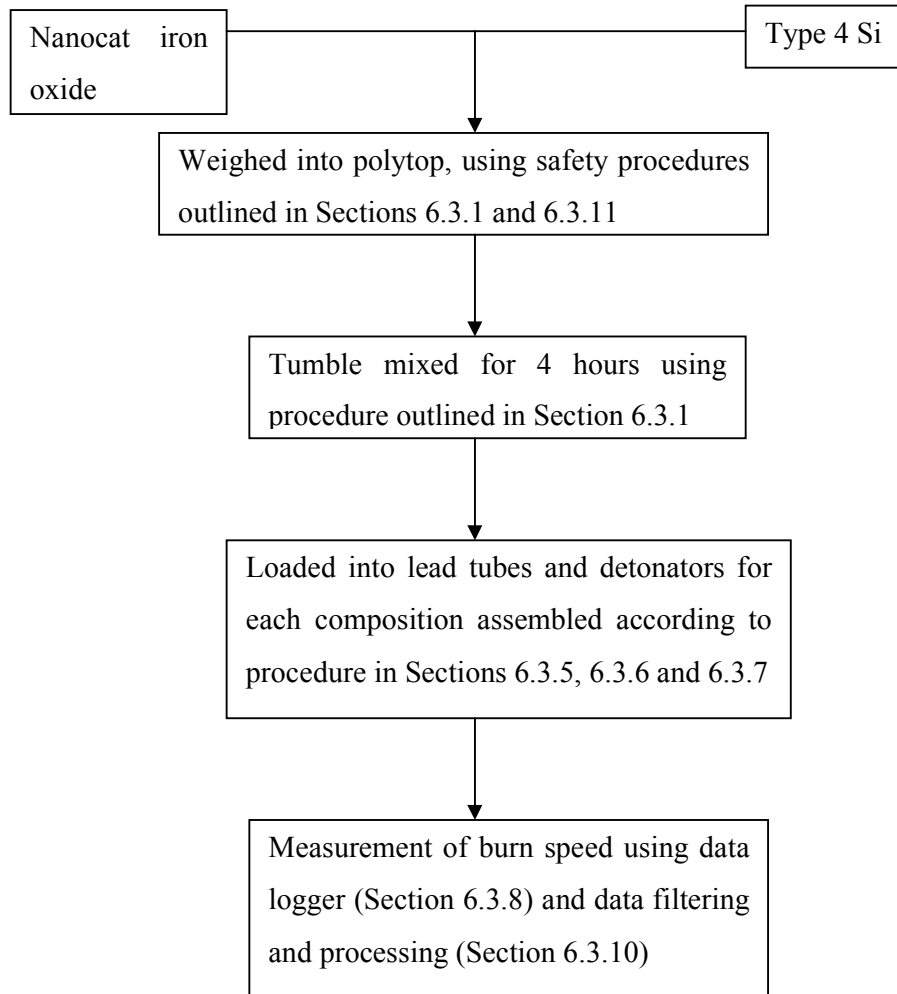 Nanocat iron
oxide
Type 4 Si
Weighed into polytop, using safety procedures
outlined in Sections 6.3.1 and 6.3.11
Tumble mixed for 4 hours using
procedure outlined in Section 6.3.1
Loaded into lead tubes and detonators for
each composition assembled according to
procedure in Sections 6.3.5, 6.3.6 and 6.3.7
Measurement of burn speed using data
logger (Section 6.3.8) and data filtering
and processing (Section 6.3.10)